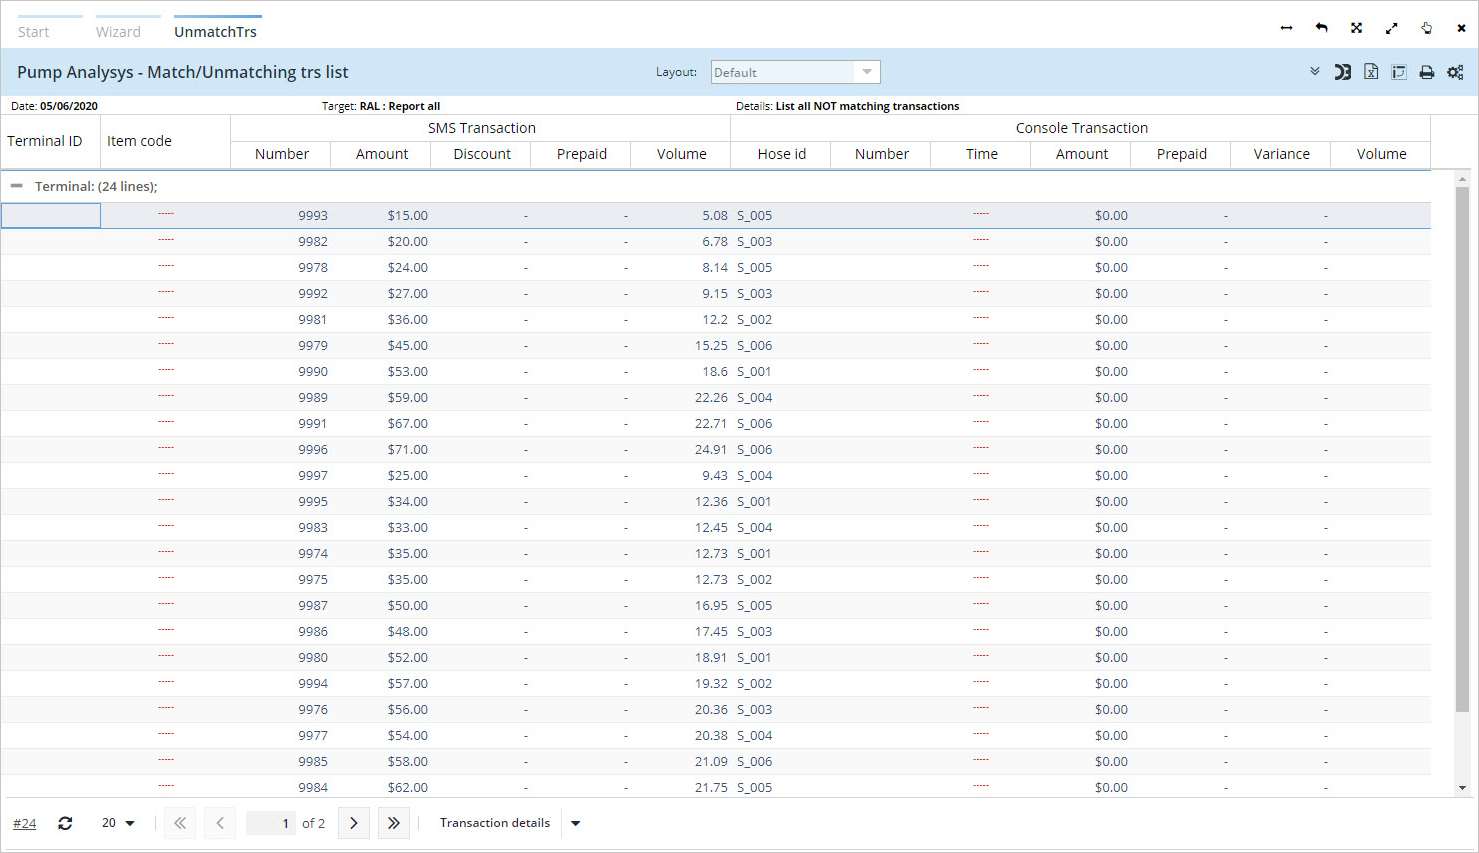 Start Wizard UnmatchTrs
Pump Analysys - Match/Unmatching trs list Layout: Default
Date: 05/06/2020 Target: RAL : Report all Details: List all NOT matching transactions
Terminal ID Item code SMS Transaction Console Transaction
Number Amount Discount Prepaid Volume Hose id Number Time Amount Prepaid Variance Volume
Terminal: (24 lines);
----- 9993 $15.00 - - 5.08 S_005 ----- $0.00 - -
----- 9982 $20.00 - - 6.78 S_003 ----- $0.00 - -
----- 9978 $24.00 - - 8.14 S_005 ----- $0.00 - -
----- 9992 $27.00 - - 9.15 S_003 ----- $0.00 - -
----- 9981 $36.00 - - 12.2 S_002 ----- $0.00 - -
----- 9979 $45.00 - - 15.25 S_006 ----- $0.00 - -
----- 9990 $53.00 - - 18.6 S_001 ----- $0.00 - -
----- 9989 $59.00 - - 22.26 S_004 ----- $0.00 - -
----- 9991 $67.00 - - 22.71 S_006 ----- $0.00 - -
----- 9996 $71.00 - - 24.91 S_006 ----- $0.00 - -
----- 9997 $25.00 - - 9.43 S_004 ----- $0.00 - -
----- 9995 $34.00 - - 12.36 S_001 ----- $0.00 - -
----- 9983 $33.00 - - 12.45 S_004 ----- $0.00 - -
----- 9974 $35.00 - - 12.73 S_001 ----- $0.00 - -
----- 9975 $35.00 - - 12.73 S_002 ----- $0.00 - -
----- 9987 $50.00 - - 16.95 S_005 ----- $0.00 - -
----- 9986 $48.00 - - 17.45 S_003 ----- $0.00 - -
----- 9980 $52.00 - - 18.91 S_001 ----- $0.00 - -
----- 9994 $57.00 - - 19.32 S_002 ----- $0.00 - -
----- 9976 $56.00 - - 20.36 S_003 ----- $0.00 - -
----- 9977 $54.00 - - 20.38 S_004 ----- $0.00 - -
----- 9985 $58.00 - - 21.09 S_006 ----- $0.00 - -
----- 9984 $62.00 - - 21.75 S_005 ----- $0.00 - -
#24 20 1 of 2 Transaction details